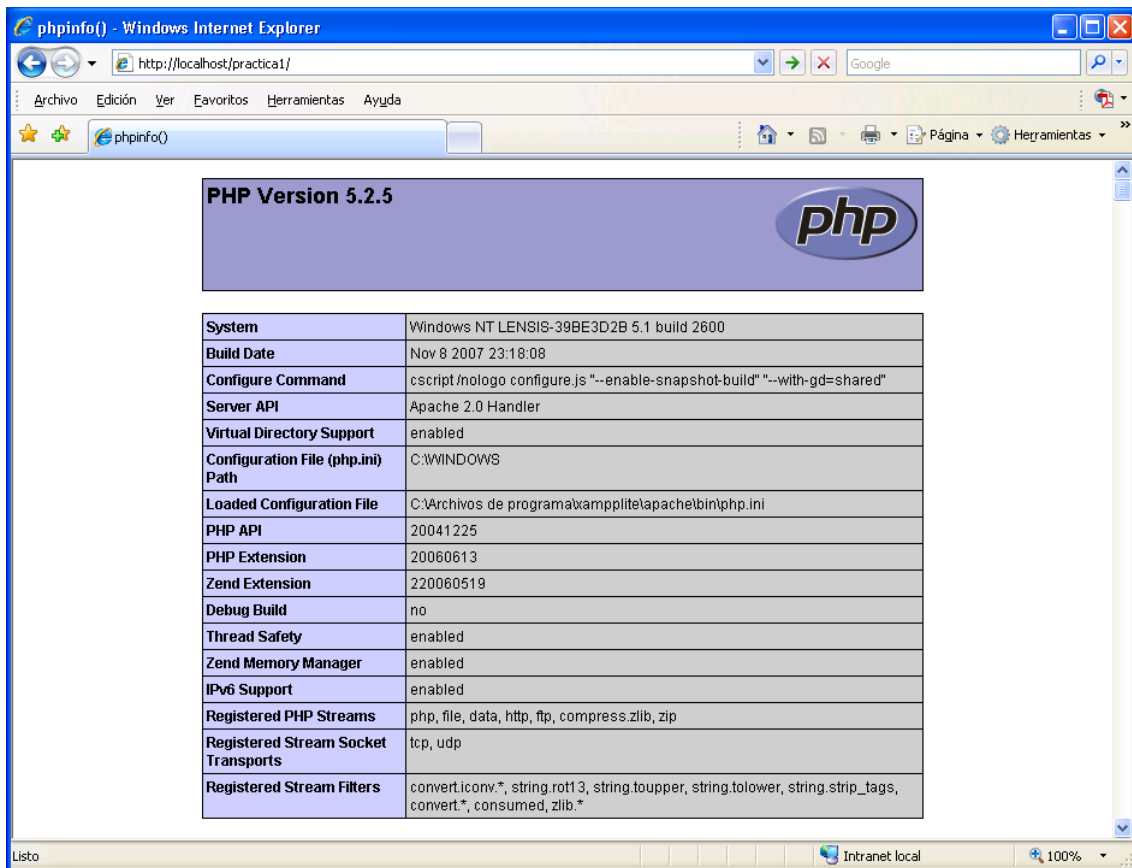 phpinfo() - Windows Internet Explorer
http://localhost/practica1/
Google
Archivo Edición Ver Favoritos Herramientas Ayuda
phpinfo()
Página
Herramientas
»
PHP Version 5.2.5
php
System Windows NT LENSIS-39BE3D2B 5.1 build 2600
Build Date Nov 8 2007 23:18:08
Configure Command cscript /nologo configure.js "--enable-snapshot-build" "--with-gd=shared"
Server API Apache 2.0 Handler
Virtual Directory Support enabled
Configuration File (php.ini) C:\WINDOWS
Path
Loaded Configuration File C:\Archivos de programa\xampplite\apache\bin\php.ini
PHP API 20041225
PHP Extension 20060613
Zend Extension 220060519
Debug Build no
Thread Safety enabled
Zend Memory Manager enabled
IPv6 Support enabled
Registered PHP Streams php, file, data, http, ftp, compress.zlib, zip
Registered Stream Socket tcp, udp
Transports
Registered Stream Filters convert.iconv.*, string.rot13, string.toupper, string.tolower, string.strip_tags,
convert.*, consumed, zlib.*
Listo
Intranet local
100%